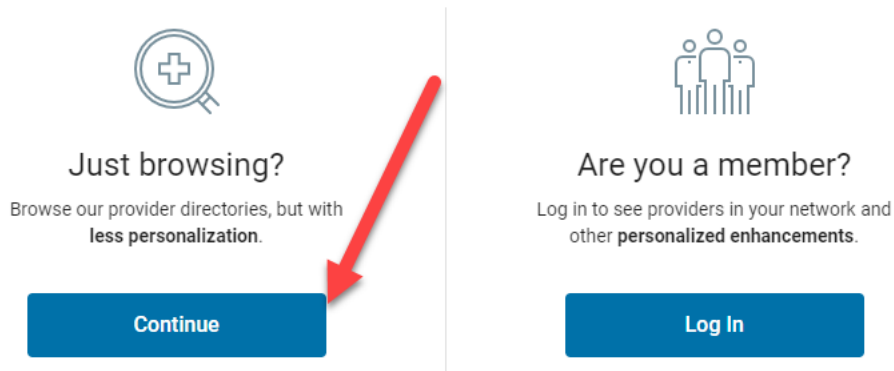 Just browsing?
Browse our provider directories, but with
less personalization.
Continue
Are you a member?
Log in to see providers in your network and
other personalized enhancements.
Log In